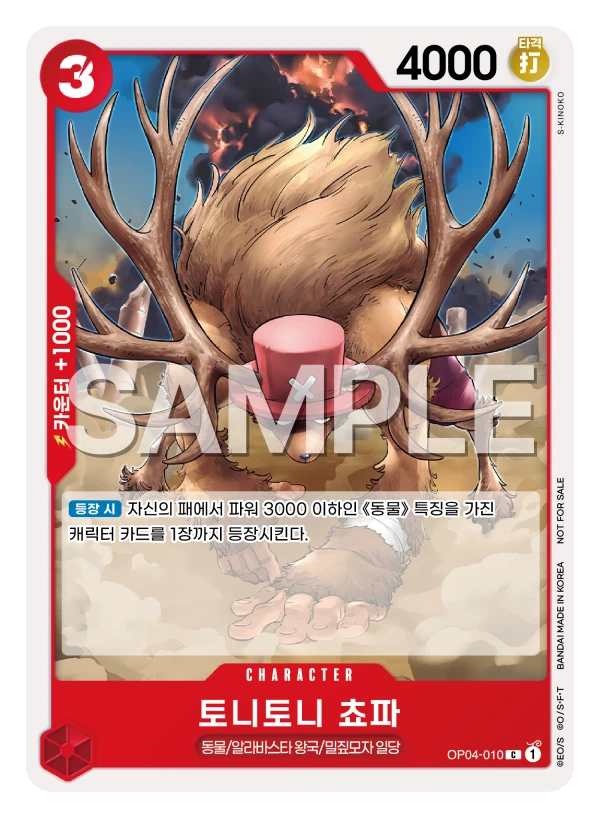 3
4000
타격
打
S-KINOKO
카운터 +1000
SAMPLE
등장 시 자신의 패에서 파워 3000 이하인 《동물》 특징을 가진
캐릭터 카드를 1장까지 등장시킨다.
CHARACTER
토니토니 쵸파
동물/알라바스타 왕국/밀짚모자 일당
OP04-010 C 1
©EO/S ©O/S·F·T BANDAI MADE IN KOREA NOT FOR SALE